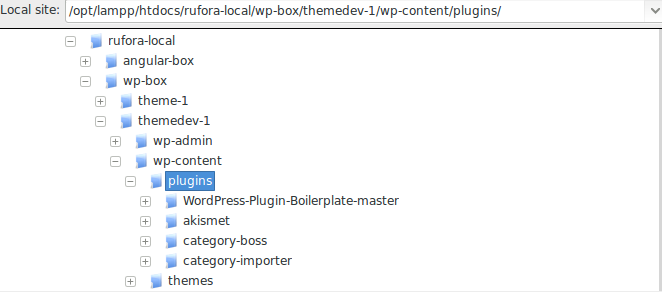 Local site: /opt/lampp/htdocs/rufora-local/wp-box/themedev-1/wp-content/plugins/
rufora-local
angular-box
wp-box
theme-1
themedev-1
wp-admin
wp-content
plugins
WordPress-Plugin-Boilerplate-master
akismet
category-boss
category-importer
themes